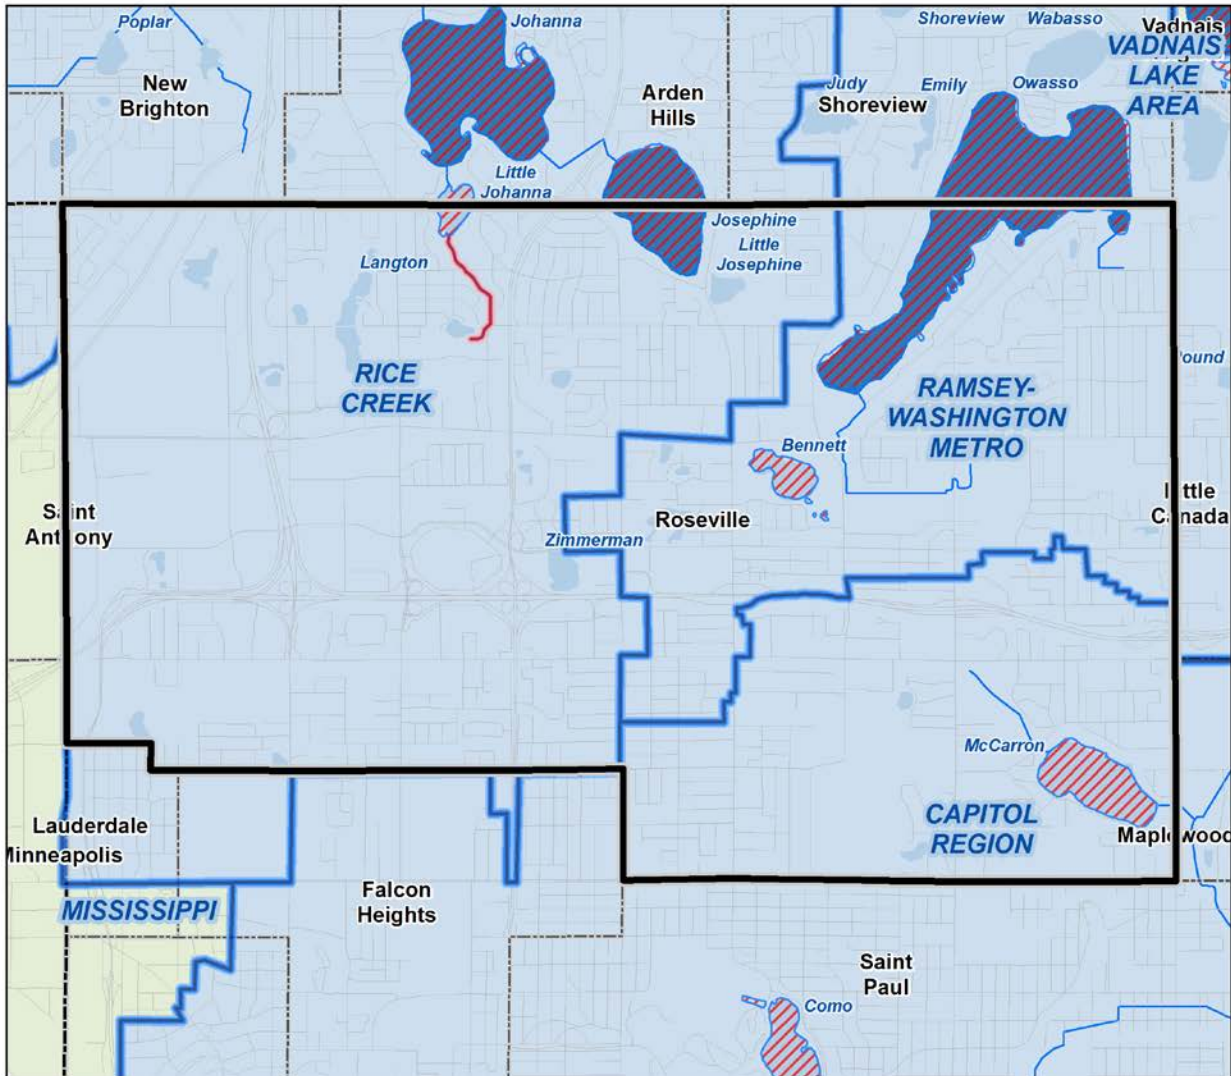 Poplar
Johanna
Shoreview
Wabasso
Vadnais
VADNAIS
LAKE
AREA
New
Brighton
Arden
Hills
Judy
Emily
Owasso
Shoreview
Little
Johanna
Josephine
Little
Josephine
Langton
RICE
CREEK
RAMSEY-
WASHINGTON
METRO
Bennett
Saint
Anthony
Roseville
Little
Canada
Zimmerman
McCarron
CAPITOL
REGION
Maplewood
Lauderdale
Minneapolis
MISSISSIPPI
Falcon
Heights
Saint
Paul
Como